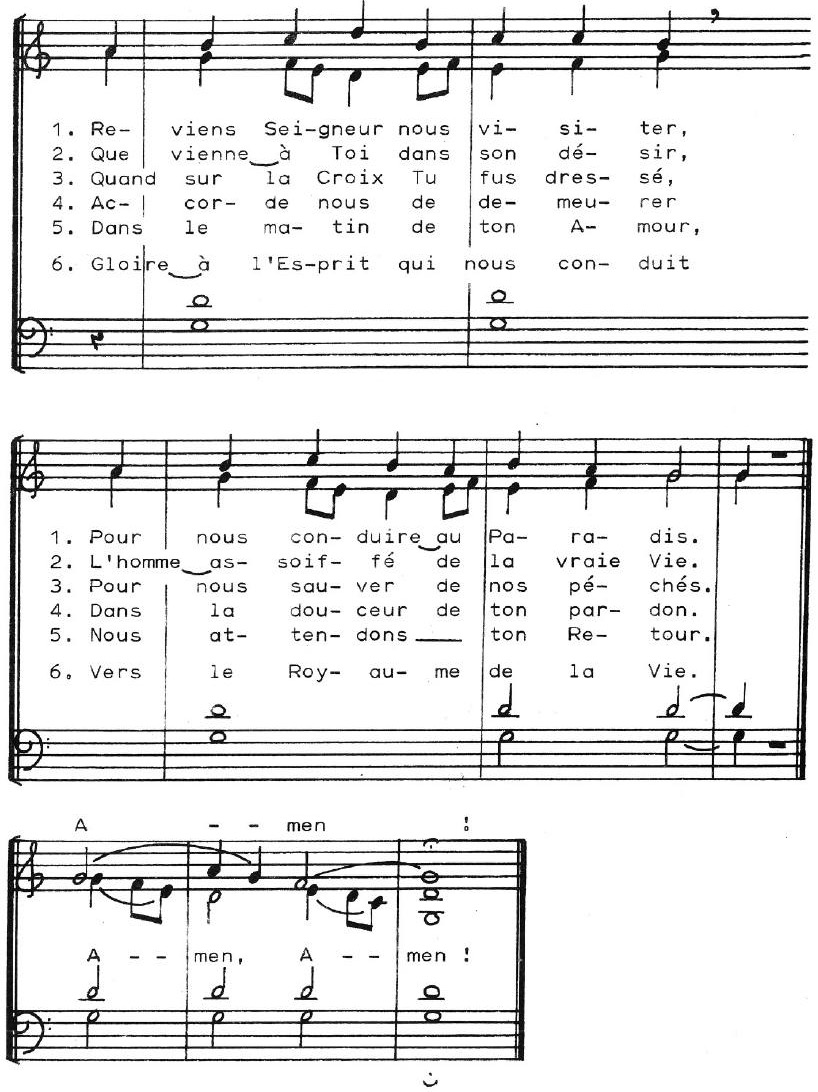 1. Re- viens Sei-gneur nous vi- si- ter,
2. Que vienne à Toi dans son dé- sir,
3. Quand sur la Croix Tu fus dres- sé,
4. Ac- cor- de nous de de- meu- rer
5. Dans le ma- tin de ton A- mour,
6. Gloire à l'Es-prit qui nous con- duit
1. Pour nous con- duire au Pa- ra- dis.
2. L'homme as- soif- fé de la vraie Vie.
3. Pour nous sau- ver de nos pé- chés.
4. Dans la dou- ceur de ton par- don.
5. Nous at- ten- dons ton Re- tour.
6. Vers le Roy- au- me de la Vie.
A - - men !
A - - men, A - - men !